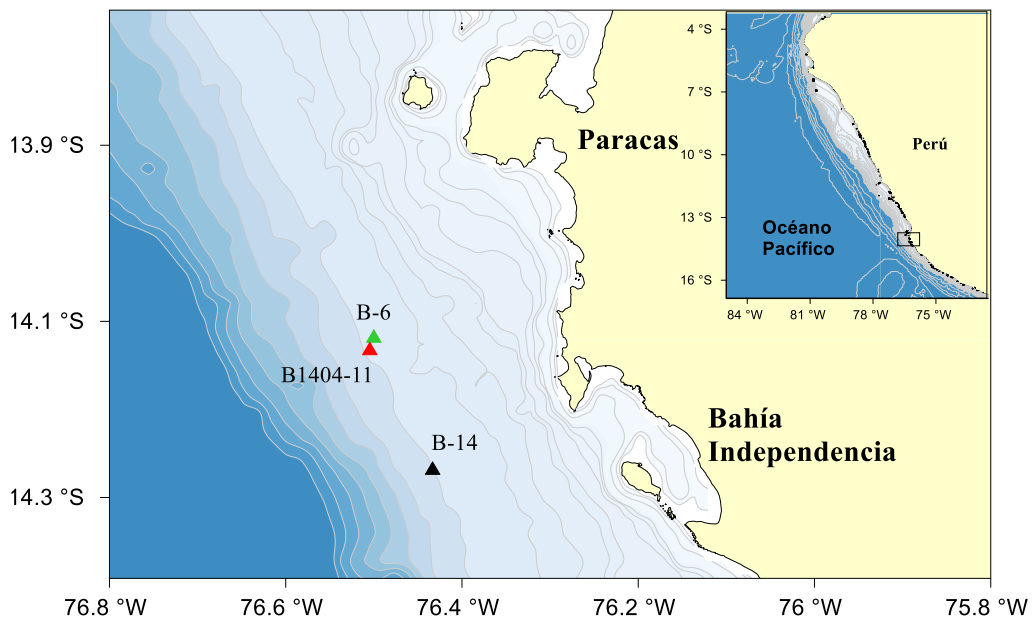 13.9 °S
14.1 °S
14.3 °S
76.8 °W
76.6 °W
76.4 °W
76.2 °W
76 °W
75.8 °W
Paracas
B-6
B1404-11
B-14
Bahía
Independencia
4 °S
7 °S
10 °S
13 °S
16 °S
84 °W
81 °W
78 °W
75 °W
Perú
Océano
Pacífico